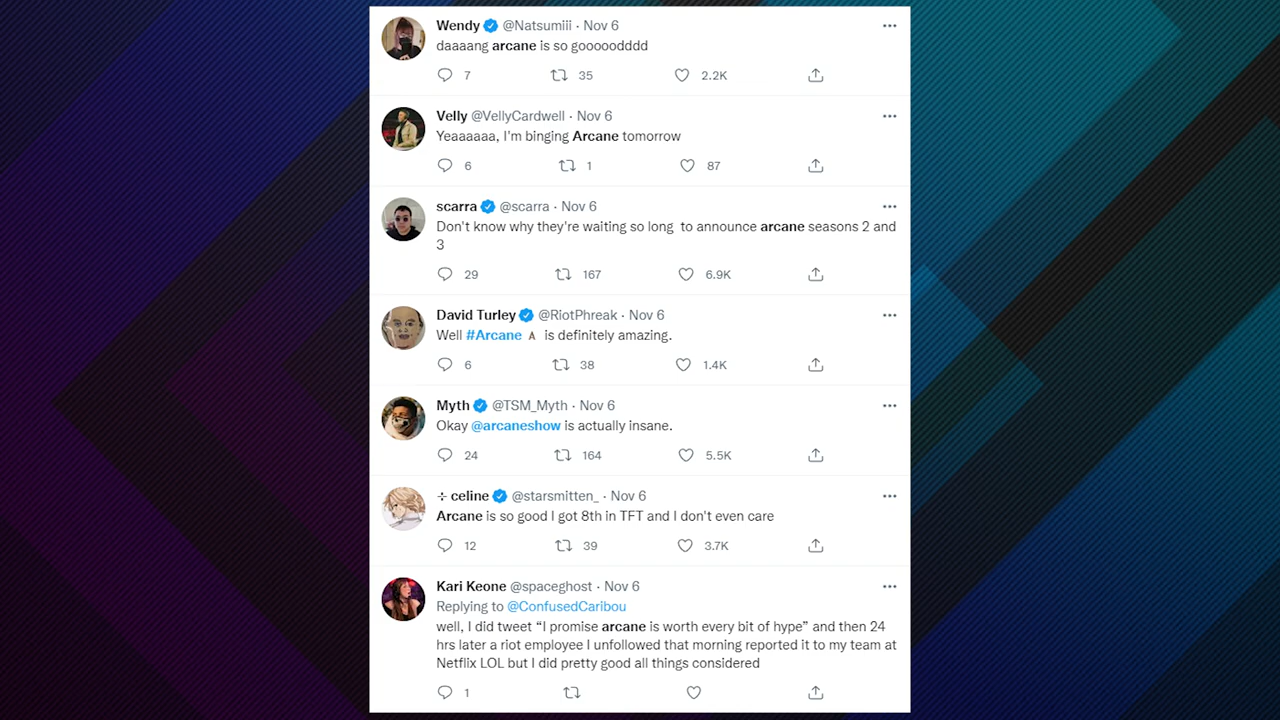 Wendy @Natsumiii · Nov 6
daaaang arcane is so gooooodddd
7 35 2.2K
Velly @VellyCardwell · Nov 6
Yeaaaaaa, I'm binging Arcane tomorrow
6 1 87
scarra @scarra · Nov 6
Don't know why they're waiting so long to announce arcane seasons 2 and
3
29 167 6.9K
David Turley @RiotPhreak · Nov 6
Well #Arcane is definitely amazing.
6 38 1.4K
Myth @TSM_Myth · Nov 6
Okay @arcaneshow is actually insane.
24 164 5.5K
⊹ celine @starsmitten_ · Nov 6
Arcane is so good I got 8th in TFT and I don't even care
12 39 3.7K
Kari Keone @spaceghost · Nov 6
Replying to @ConfusedCaribou
well, I did tweet “I promise arcane is worth every bit of hype” and then 24
hrs later a riot employee I unfollowed that morning reported it to my team at
Netflix LOL but I did pretty good all things considered
1